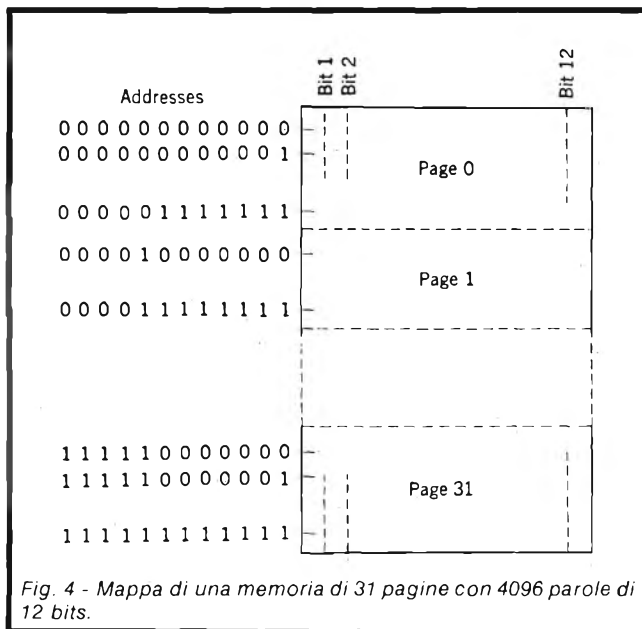 Addresses
Bit 1
Bit 2
Bit 12
0 0 0 0 0 0 0 0 0 0 0 0
0 0 0 0 0 0 0 0 0 0 0 1
Page 0
0 0 0 0 0 1 1 1 1 1 1 1
0 0 0 0 1 0 0 0 0 0 0 0
Page 1
0 0 0 0 1 1 1 1 1 1 1 1
1 1 1 1 1 0 0 0 0 0 0 0
1 1 1 1 1 0 0 0 0 0 0 1
Page 31
1 1 1 1 1 1 1 1 1 1 1 1
Fig. 4 - Mappa di una memoria di 31 pagine con 4096 parole di
12 bits.